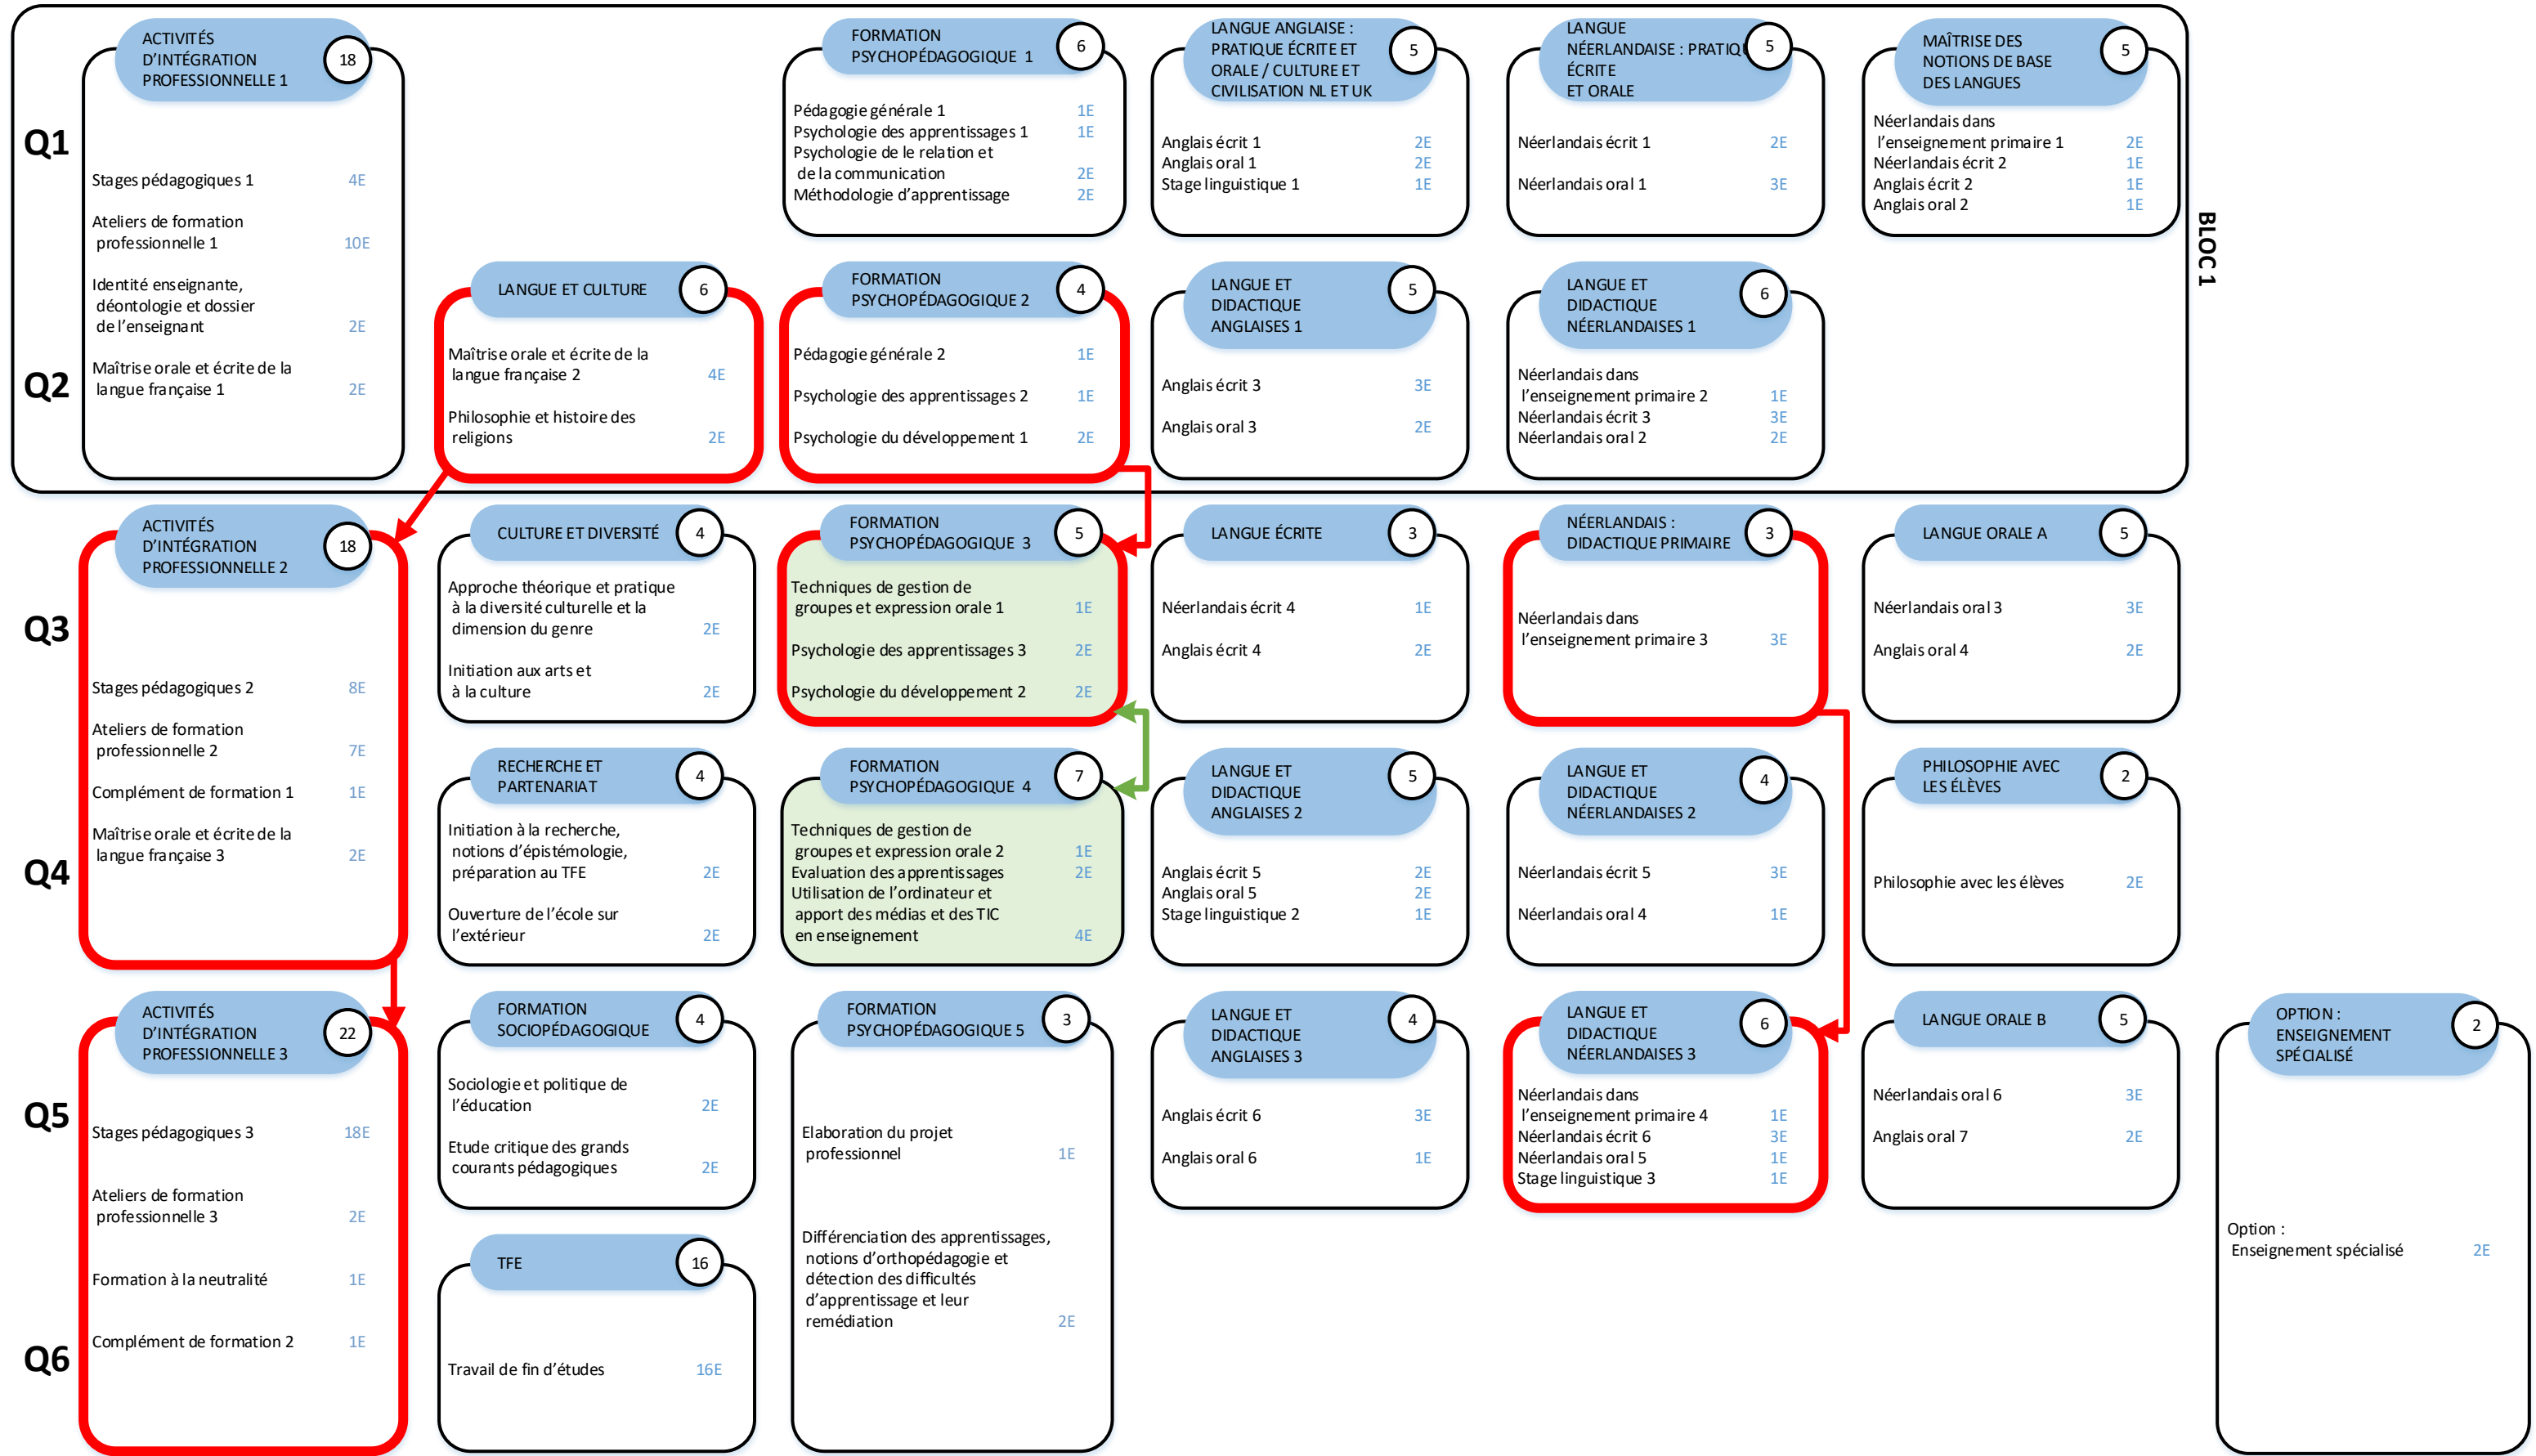 Q1
ACTIVITÉS
D'INTÉGRATION
PROFESSIONNELLE 1
18
Stages pédagogiques 1 4E
Ateliers de formation
professionnelle 1 10E
Identité enseignante,
déontologie et dossier
de l'enseignant 2E
Maîtrise orale et écrite de la
langue française 1 2E
FORMATION
PSYCHOPÉDAGOGIQUE 1
6
Pédagogie générale 1 1E
Psychologie des apprentissages 1 1E
Psychologie de le relation et
de la communication 2E
Méthodologie d'apprentissage 2E
LANGUE ANGLAISE :
PRATIQUE ÉCRITE ET
ORALE / CULTURE ET
CIVILISATION NL ET UK
5
Anglais écrit 1 2E
Anglais oral 1 2E
Stage linguistique 1 1E
LANGUE
NÉERLANDAISE : PRATIQU
ÉCRITE
ET ORALE
5
Néerlandais écrit 1 2E
Néerlandais oral 1 3E
MAÎTRISE DES
NOTIONS DE BASE
DES LANGUES
5
Néerlandais dans
l'enseignement primaire 1 2E
Néerlandais écrit 2 1E
Anglais écrit 2 1E
Anglais oral 2 1E
BLOC 1
Q2
LANGUE ET CULTURE
6
Maîtrise orale et écrite de la
langue française 2 4E
Philosophie et histoire des
religions 2E
FORMATION
PSYCHOPÉDAGOGIQUE 2
4
Pédagogie générale 2 1E
Psychologie des apprentissages 2 1E
Psychologie du développement 1 2E
LANGUE ET
DIDACTIQUE
ANGLAISES 1
5
Anglais écrit 3 3E
Anglais oral 3 2E
LANGUE ET
DIDACTIQUE
NÉERLANDAISES 1
6
Néerlandais dans
l'enseignement primaire 2 1E
Néerlandais écrit 3 3E
Néerlandais oral 2 2E
Q3
ACTIVITÉS
D'INTÉGRATION
PROFESSIONNELLE 2
18
Stages pédagogiques 2 8E
Ateliers de formation
professionnelle 2 7E
Complément de formation 1 1E
Maîtrise orale et écrite de la
langue française 3 2E
CULTURE ET DIVERSITÉ
4
Approche théorique et pratique
à la diversité culturelle et la
dimension du genre 2E
Initiation aux arts et
à la culture 2E
FORMATION
PSYCHOPÉDAGOGIQUE 3
5
Techniques de gestion de
groupes et expression orale 1 1E
Psychologie des apprentissages 3 2E
Psychologie du développement 2 2E
LANGUE ÉCRITE
3
Néerlandais écrit 4 1E
Anglais écrit 4 2E
NÉERLANDAIS :
DIDACTIQUE PRIMAIRE
3
Néerlandais dans
l'enseignement primaire 3 3E
LANGUE ORALE A
5
Néerlandais oral 3 3E
Anglais oral 4 2E
Q4
RECHERCHE ET
PARTENARIAT
4
Initiation à la recherche,
notions d'épistémologie,
préparation au TFE 2E
Ouverture de l'école sur
l'extérieur 2E
FORMATION
PSYCHOPÉDAGOGIQUE 4
7
Techniques de gestion de
groupes et expression orale 2 1E
Evaluation des apprentissages 2E
Utilisation de l'ordinateur et
apport des médias et des TIC
en enseignement 4E
LANGUE ET
DIDACTIQUE
ANGLAISES 2
5
Anglais écrit 5 2E
Anglais oral 5 2E
Stage linguistique 2 1E
LANGUE ET
DIDACTIQUE
NÉERLANDAISES 2
4
Néerlandais écrit 5 3E
Néerlandais oral 4 1E
PHILOSOPHIE AVEC
LES ÉLÈVES
2
Philosophie avec les élèves 2E
Q5
ACTIVITÉS
D'INTÉGRATION
PROFESSIONNELLE 3
22
Stages pédagogiques 3 18E
Ateliers de formation
professionnelle 3 2E
Formation à la neutralité 1E
Complément de formation 2 1E
FORMATION
SOCIOPÉDAGOGIQUE
4
Sociologie et politique de
l'éducation 2E
Etude critique des grands
courants pédagogiques 2E
FORMATION
PSYCHOPÉDAGOGIQUE 5
3
Elaboration du projet
professionnel 1E
Différenciation des apprentissages,
notions d'orthopédagogie et
détection des difficultés
d'apprentissage et leur
remédiation 2E
LANGUE ET
DIDACTIQUE
ANGLAISES 3
4
Anglais écrit 6 3E
Anglais oral 6 1E
LANGUE ET
DIDACTIQUE
NÉERLANDAISES 3
6
Néerlandais dans
l'enseignement primaire 4 1E
Néerlandais écrit 6 3E
Néerlandais oral 5 1E
Stage linguistique 3 1E
LANGUE ORALE B
5
Néerlandais oral 6 3E
Anglais oral 7 2E
OPTION :
ENSEIGNEMENT
SPÉCIALISÉ
2
Option :
Enseignement spécialisé 2E
Q6
TFE
16
Travail de fin d'études 16E